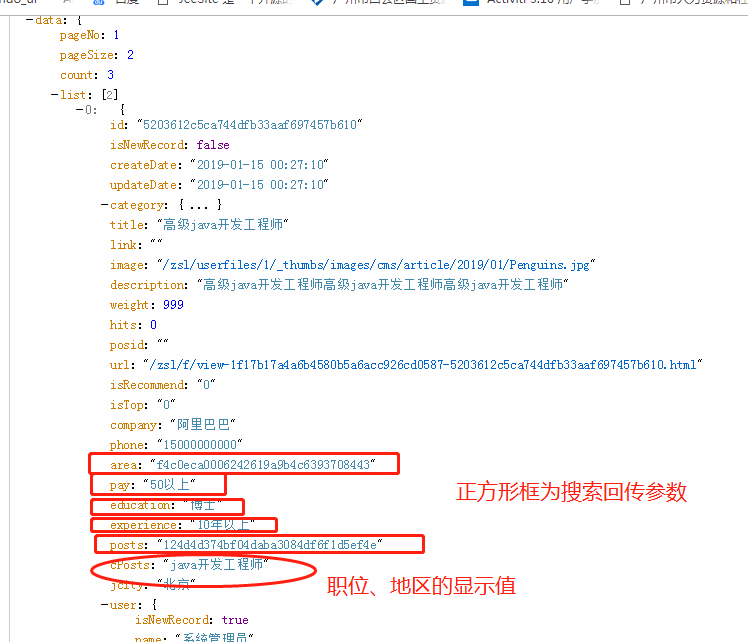 data: {
pageNo: 1
pageSize: 2
count: 3
list: [2]
0: {
id: "5203612c5ca744dfb33aaf697457b610"
isNewRecord: false
createDate: "2019-01-15 00:27:10"
updateDate: "2019-01-15 00:27:10"
category: { ... }
title: "高级java开发工程师"
link: ""
image: "/zsl/userfiles/1/_thumbs/images/cms/article/2019/01/Penguins.jpg"
description: "高级java开发工程师高级java开发工程师高级java开发工程师"
weight: 999
hits: 0
posid: ""
url: "/zsl/f/view-1f17b17a4a6b4580b5a6acc926cd0587-5203612c5ca744dfb33aaf697457b610.html"
isRecommend: "0"
isTop: "0"
company: "阿里巴巴"
phone: "15000000000"
area: "f4c0eca0006242619a9b4c6393708443"
pay: "50以上"
正方形框为搜索回传参数
education: "博士"
experience: "10年以上"
posts: "124d4d374bf04daba3084df6f1d5ef4e"
cPosts: "java开发工程师"
jcity: "北京"
职位、地区的显示值
user: {
isNewRecord: true
name: "系统管理员"